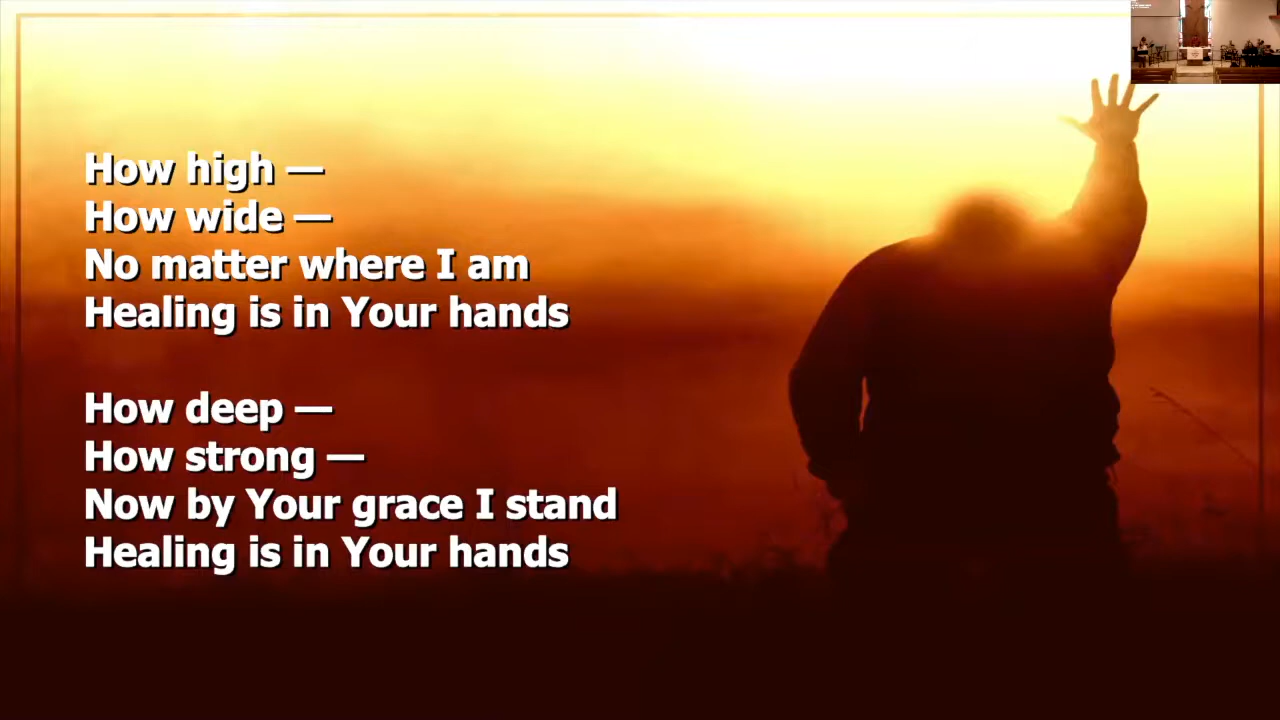 How high —
How wide —
No matter where I am
Healing is in Your hands
How deep —
How strong —
Now by Your grace I stand
Healing is in Your hands